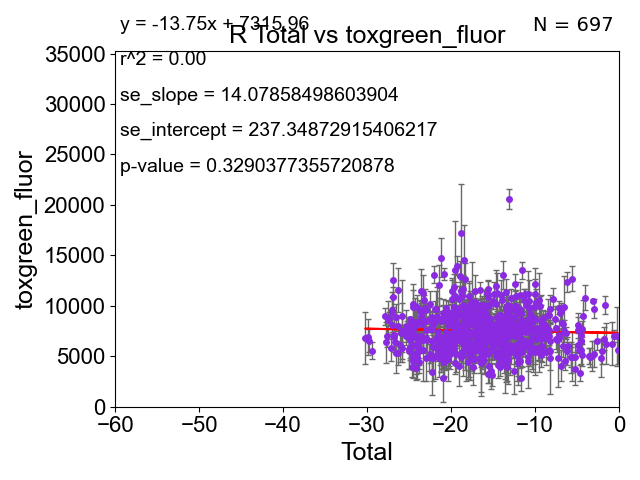 y = -13.75x + 7315.96
N = 697
R Total vs toxgreen_fluor
r^2 = 0.00
se_slope = 14.07858498603904
se_intercept = 237.34872915406217
p-value = 0.3290377355720878
toxgreen_fluor
35000
30000
25000
20000
15000
10000
5000
0
−60
−50
−40
−30
−20
−10
0
Total